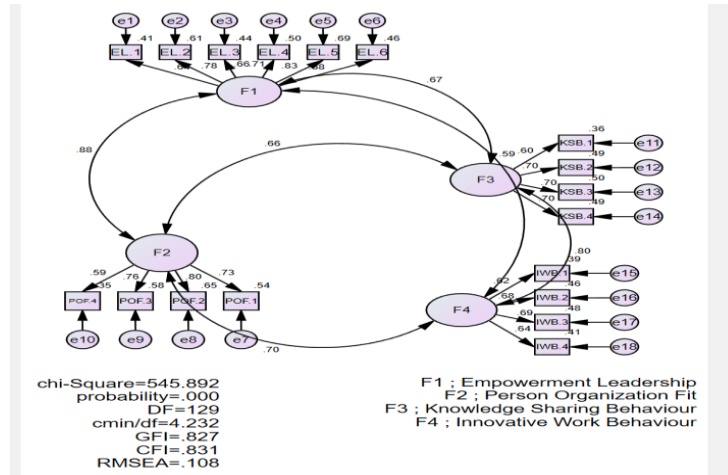 e1 e2 e3 e4 e5 e6
.41 .61 .44 .50 .69 .46
EL.1 EL.2 EL.3 EL.4 EL.5 EL.6
.78 .66 .71 .83
F1
.67
.88
.66
.59
.36
.60 KSB.1 e11
.49
.70 KSB.2 e12
.50
F3 .70 KSB.3 e13
.49
.70 KSB.4 e14
F2
.80
.59 .76 .80 .73
.35 .58 .65 .54
POF.4 POF.3 POF.2 POF.1
e10 e9 e8 e7
.70
.39
IWB.1 e15
.46
.68 IWB.2 e16
F4
.48
.69 IWB.3 e17
.41
.64 IWB.4 e18
chi-Square=545.892
probability=.000
DF=129
cmin/df=4.232
GFI=.827
CFI=.831
RMSEA=.108
F1 ; Empowerment Leadership
F2 ; Person Organization Fit
F3 ; Knowledge Sharing Behaviour
F4 ; Innovative Work Behaviour